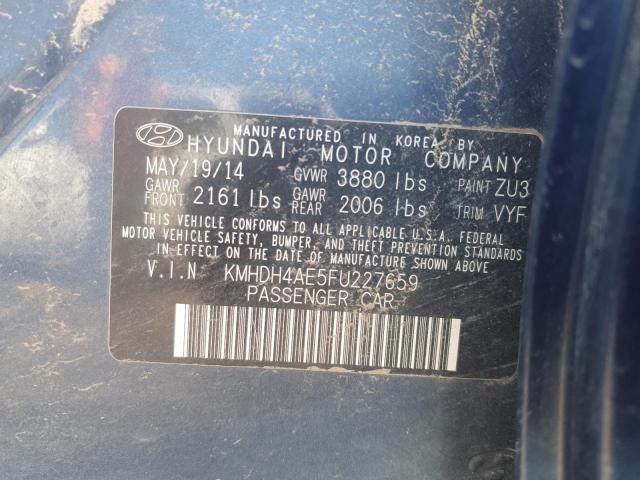 MANUFACTURED IN KOREA BY
HYUNDAI MOTOR COMPANY
MAY/19/14 GVWR 3880 lbs PAINT ZU3
GAWR FRONT 2161 lbs GAWR REAR 2006 lbs TRIM VYF
THIS VEHICLE CONFORMS TO ALL APPLICABLE U.S.A. FEDERAL
MOTOR VEHICLE SAFETY, BUMPER, AND THEFT PREVENTION STANDARDS
IN EFFECT ON THE DATE OF MANUFACTURE SHOWN ABOVE.
V.I.N KMHDH4AE5FU227659
PASSENGER CAR